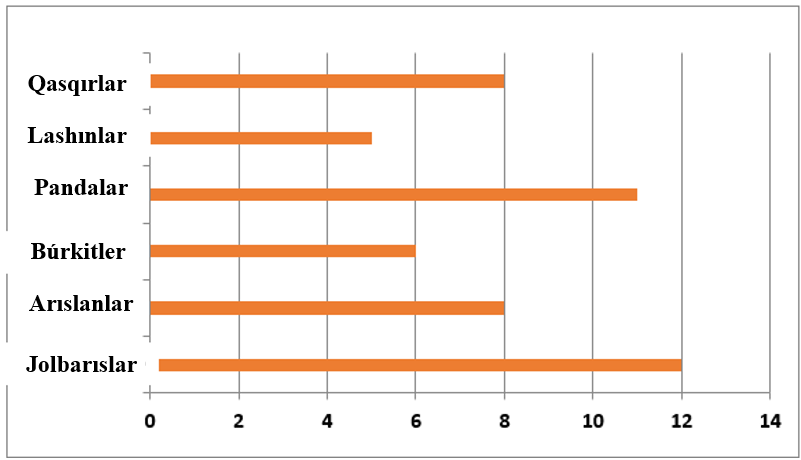 Qasqırlar
Lashınlar
Pandalar
Búrkitler
Arıslanlar
Jolbarıslar
0 2 4 6 8 10 12 14